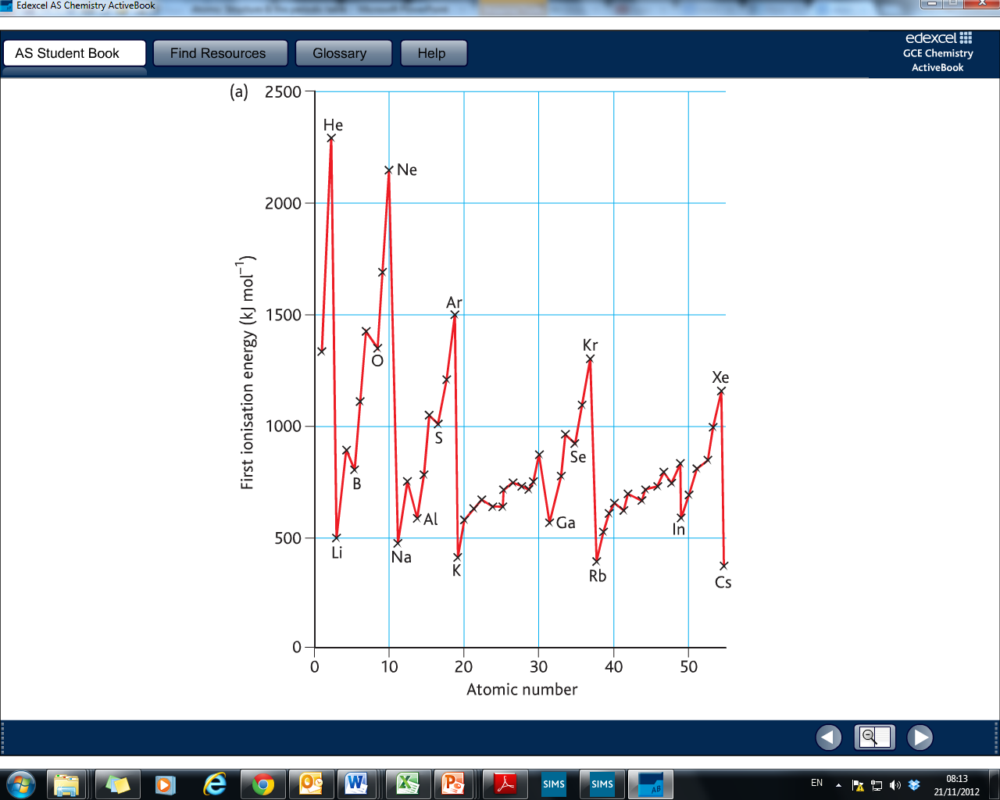 Edexcel AS Chemistry ActiveBook
AS Student Book
Find Resources
Glossary
Help
edexcel
GCE Chemistry
ActiveBook
(a)
2500
He
Ne
2000
First ionisation energy (kJ mol⁻¹)
Ar
1500
Kr
O
Xe
1000
S
Se
B
Al
Ga
In
500
Li
Na
K
Rb
Cs
0
0 10 20 30 40 50
Atomic number
SIMS
SIMS
AB
EN
08:13
21/11/2012